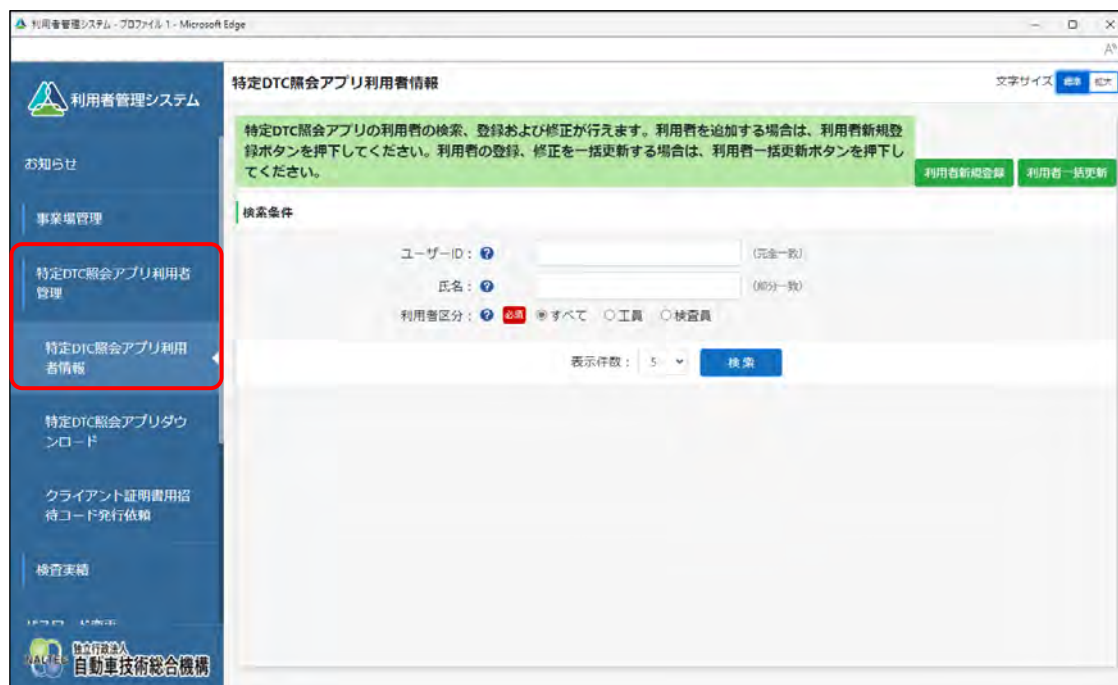 利用者管理システム - プロファイル 1 - Microsoft Edge
利用者管理システム
特定DTC照会アプリ利用者情報
文字サイズ 標準 拡大
特定DTC照会アプリの利用者の検索、登録および修正が行えます。利用者を追加する場合は、利用者新規登
録ボタンを押下してください。利用者の登録、修正を一括更新する場合は、利用者一括更新ボタンを押下し
てください。
利用者新規登録 利用者一括更新
お知らせ
事業場管理
特定DTC照会アプリ利用者
管理
特定DTC照会アプリ利用
者情報
特定DTC照会アプリダウ
ンロード
クライアント証明書用招
待コード発行依頼
検査実績
検索条件
ユーザーID: (完全一致)
氏名: (部分一致)
利用者区分: 必須 すべて 工員 検査員
表示件数: 5 検索
NALTEC 独立行政法人
自動車技術総合機構